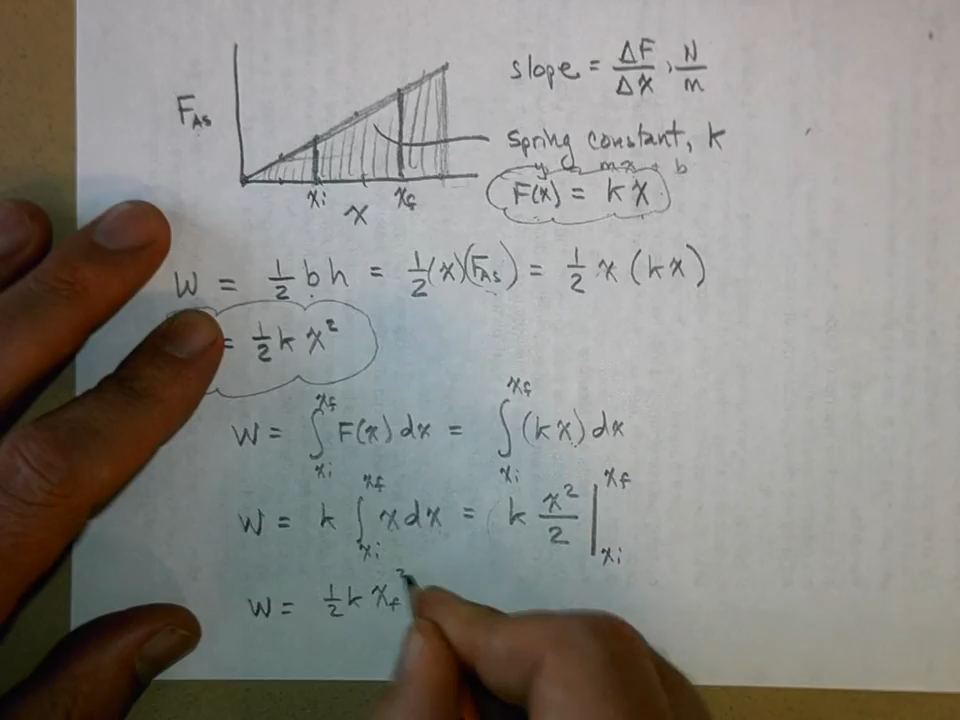 slope = ΔF/Δx , N/m
F_As
spring constant, k
y = mx + b
F(x) = kx
x_i x x_f
W = 1/2 b h = 1/2 (x)(F_As) = 1/2 x (kx)
= 1/2 k x²
W = ∫_{x_i}^{x_f} F(x) dx = ∫_{x_i}^{x_f} (kx) dx
W = k ∫_{x_i}^{x_f} x dx = k x²/2 |_{x_i}^{x_f}
W = 1/2 k x_f²